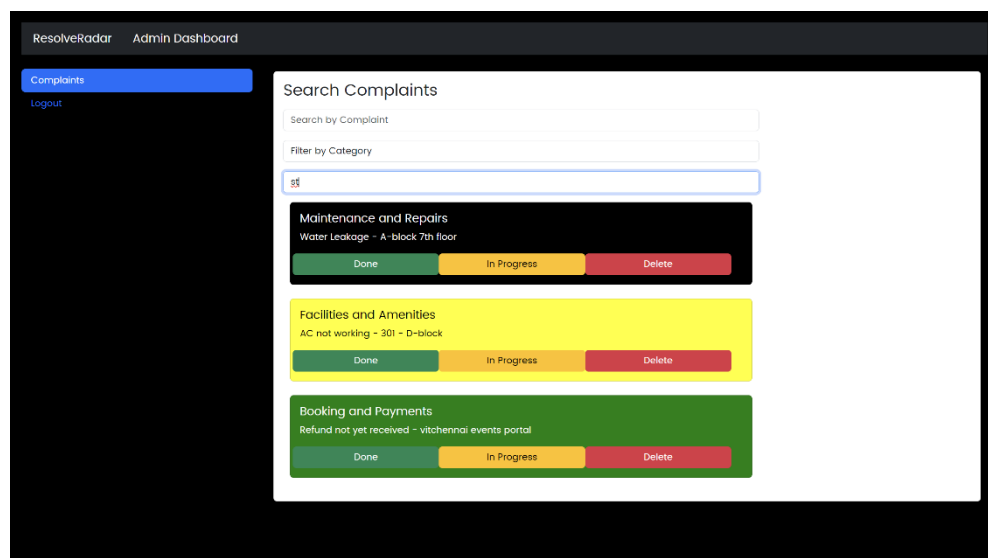 ResolveRadar Admin Dashboard
Complaints
Logout
Search Complaints
Search by Complaint
Filter by Category
st
Maintenance and Repairs
Water Leakage - A-block 7th floor
Done In Progress Delete
Facilities and Amenities
AC not working - 301 - D-block
Done In Progress Delete
Booking and Payments
Refund not yet received - vitchennai events portal
Done In Progress Delete